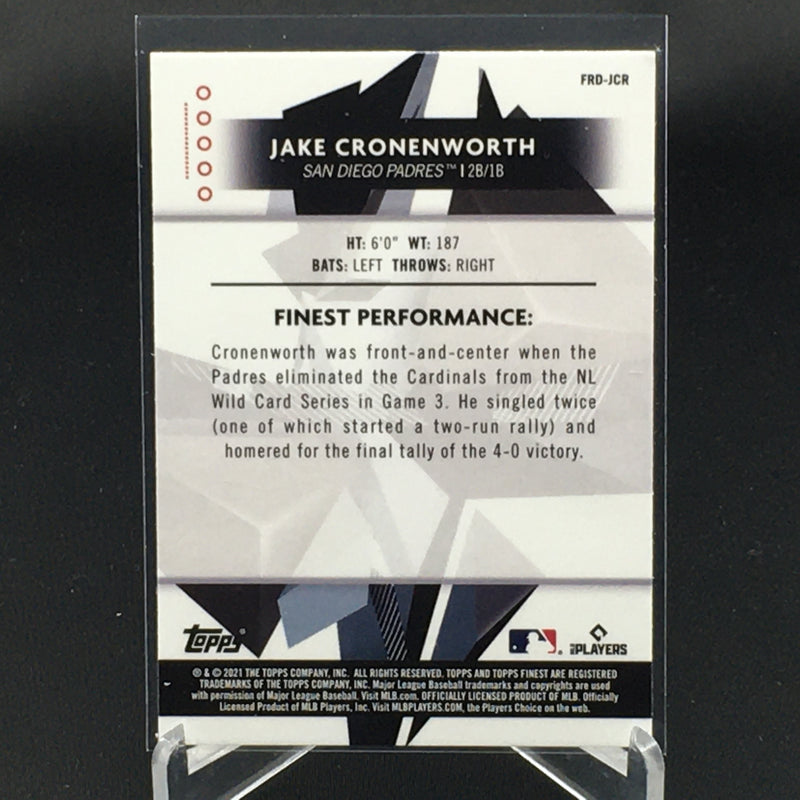 FRD-JCR
JAKE CRONENWORTH
SAN DIEGO PADRES™ | 2B/1B
HT: 6'0" WT: 187
BATS: LEFT THROWS: RIGHT
FINEST PERFORMANCE:
Cronenworth was front-and-center when the
Padres eliminated the Cardinals from the NL
Wild Card Series in Game 3. He singled twice
(one of which started a two-run rally) and
homered for the final tally of the 4-0 victory.
topps®
MLB PLAYERS
® & © 2021 THE TOPPS COMPANY, INC. ALL RIGHTS RESERVED. TOPPS AND TOPPS FINEST ARE REGISTERED
TRADEMARKS OF THE TOPPS COMPANY, INC. Major League Baseball trademarks and copyrights are used
with permission of Major League Baseball. Visit MLB.com. OFFICIALLY LICENSED PRODUCT OF MLB. Officially
Licensed Product of MLB Players, Inc. Visit MLBPLAYERS.COM, the Players Choice on the web.